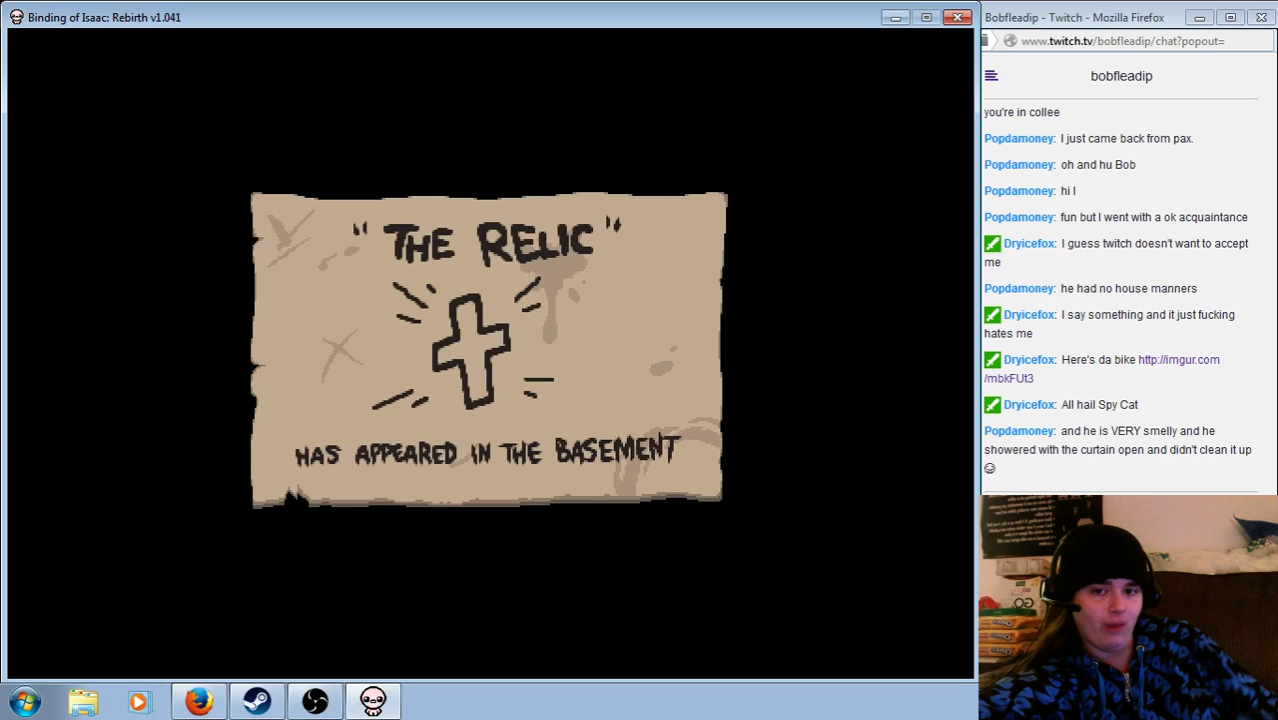 Binding of Isaac: Rebirth v1.041
"THE RELIC"
HAS APPEARED IN THE BASEMENT
Bobfleadip - Twitch - Mozilla Firefox
www.twitch.tv/bobfleadip/chat?popout=
bobfleadip
you're in collee
Popdamoney: I just came back from pax.
Popdamoney: oh and hu Bob
Popdamoney: hi I
Popdamoney: fun but I went with a ok acquaintance
Dryicefox: I guess twitch doesn't want to accept
me
Popdamoney: he had no house manners
Dryicefox: I say something and it just fucking
hates me
Dryicefox: Here's da bike http://imgur.com
/mbkFUt3
Dryicefox: All hail Spy Cat
Popdamoney: and he is VERY smelly and he
showered with the curtain open and didn't clean it up